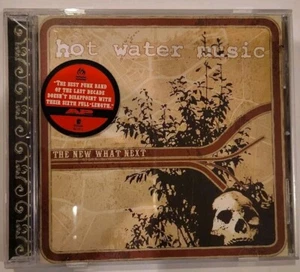 hot water music
"THE BEST PUNK BAND
OF THE LAST DECADE
DOESN'T DISAPPOINT WITH
THEIR SIXTH FULL-LENGTH."
THE NEW WHAT NEXT